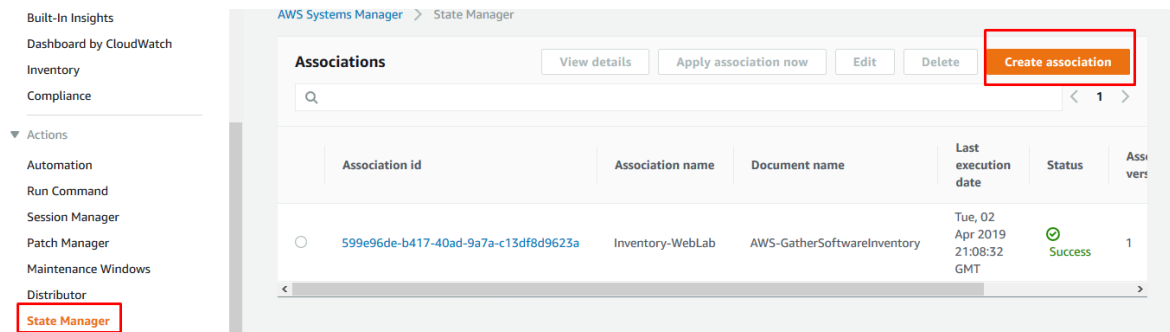 Built-In Insights
Dashboard by CloudWatch
Inventory
Compliance
Actions
Automation
Run Command
Session Manager
Patch Manager
Maintenance Windows
Distributor
State Manager
AWS Systems Manager > State Manager
Associations View details Apply association now Edit Delete Create association
1
Association id Association name Document name Last execution date Status Asso vers
599e96de-b417-40ad-9a7a-c13df8d9623a Inventory-WebLab AWS-GatherSoftwareInventory Tue, 02 Apr 2019 21:08:32 GMT Success 1